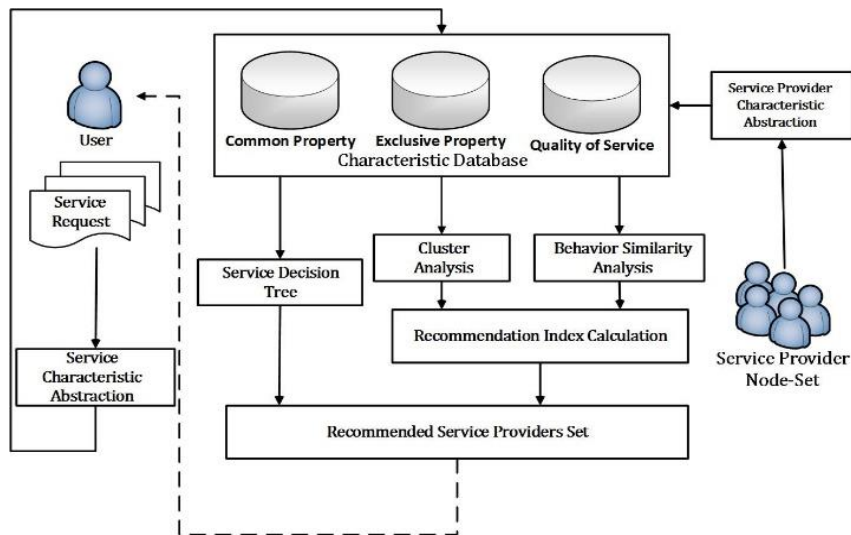 User
Service
Request
Service
Characteristic
Abstraction
Common Property
Exclusive Property
Quality of Service
Characteristic Database
Service Provider
Characteristic
Abstraction
Service Decision
Tree
Cluster
Analysis
Behavior Similarity
Analysis
Recommendation Index Calculation
Service Provider
Node-Set
Recommended Service Providers Set